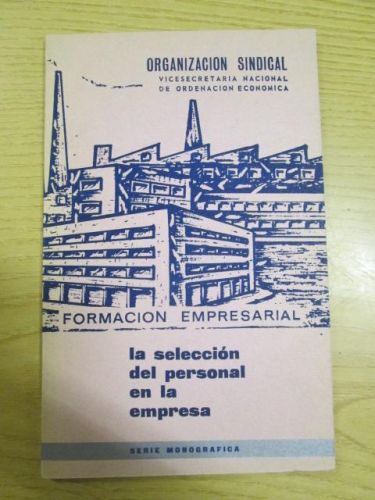 ORGANIZACION SINDICAL
VICESECRETARIA NACIONAL
DE ORDENACION ECONOMICA
FORMACION EMPRESARIAL
la selección
del personal
en la
empresa
SERIE MONOGRAFICA